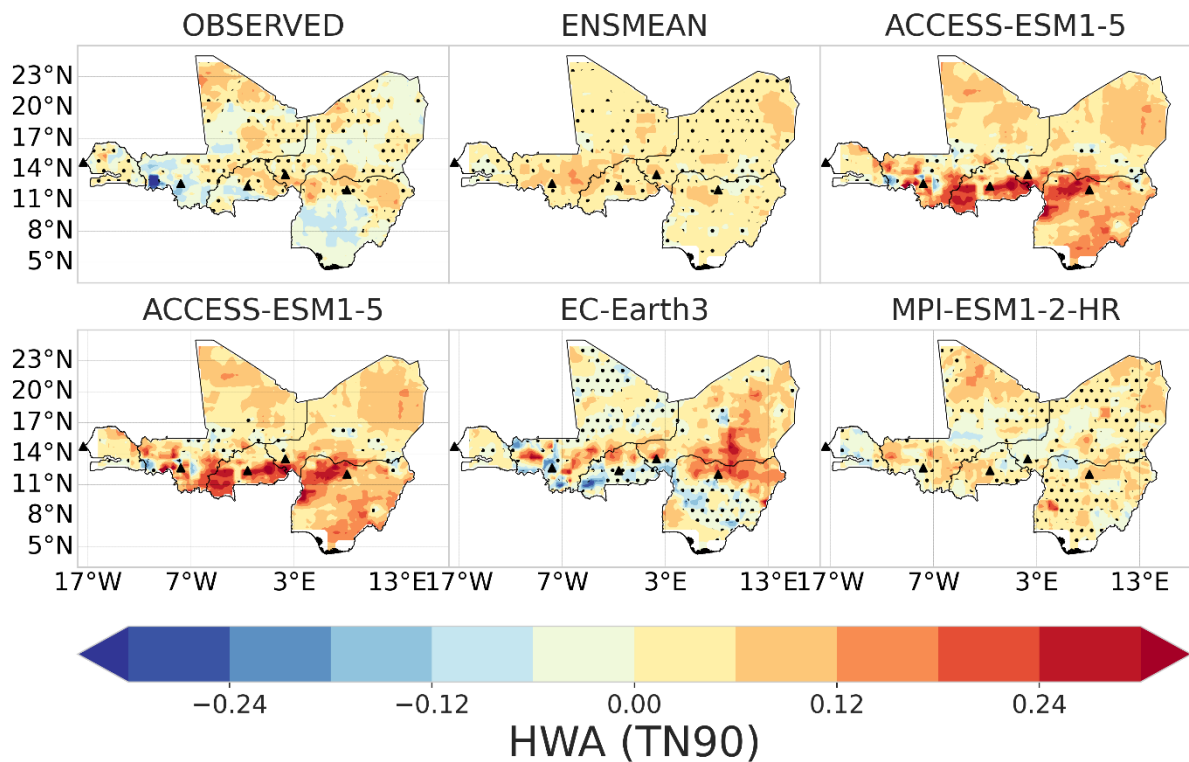 OBSERVED ENSMEAN ACCESS-ESM1-5
23°N
20°N
17°N
14°N
11°N
8°N
5°N
ACCESS-ESM1-5 EC-Earth3 MPI-ESM1-2-HR
23°N
20°N
17°N
14°N
11°N
8°N
5°N
17°W 7°W 3°E 13°E 17°W 7°W 3°E 13°E 17°W 7°W 3°E 13°E
−0.24 −0.12 0.00 0.12 0.24
HWA (TN90)